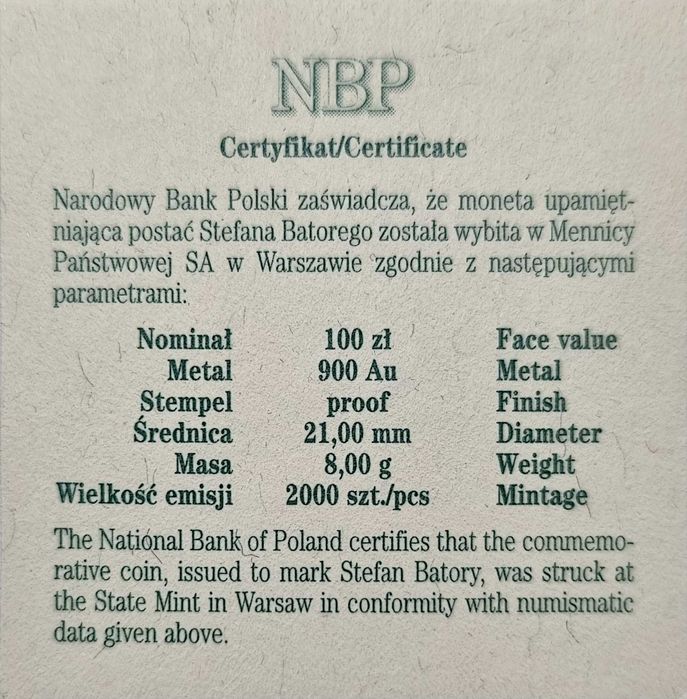 NBP
Certyfikat/Certificate
Narodowy Bank Polski zaświadcza, że moneta upamięt-
niająca postać Stefana Batorego została wybita w Mennicy
Państwowej SA w Warszawie zgodnie z następującymi
parametrami:
Nominał 100 zł Face value
Metal 900 Au Metal
Stempel proof Finish
Średnica 21,00 mm Diameter
Masa 8,00 g Weight
Wielkość emisji 2000 szt./pcs Mintage
The National Bank of Poland certifies that the commemo-
rative coin, issued to mark Stefan Batory, was struck at
the State Mint in Warsaw in conformity with numismatic
data given above.